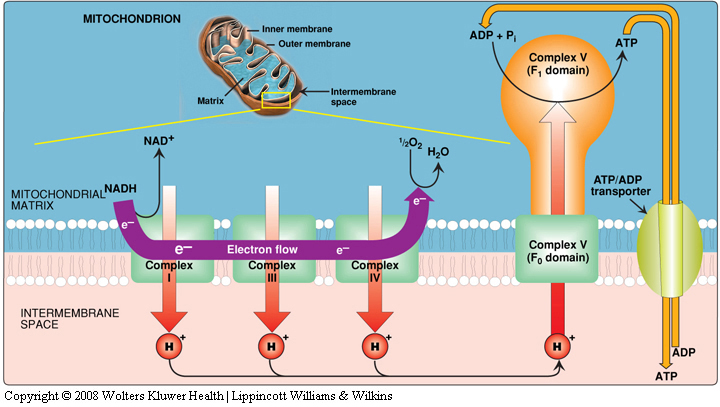 MITOCHONDRION
Inner membrane
Outer membrane
Matrix
Intermembrane
space
ADP + Pi
ATP
Complex V
(F1 domain)
NAD+
½O2
H2O
NADH
MITOCHONDRIAL
MATRIX
ATP/ADP
transporter
e–
e–
e–
Electron flow
e–
Complex
I
Complex
III
Complex
IV
Complex V
(F0 domain)
INTERMEMBRANE
SPACE
H+
H+
H+
H+
ADP
ATP
Copyright © 2008 Wolters Kluwer Health | Lippincott Williams & Wilkins